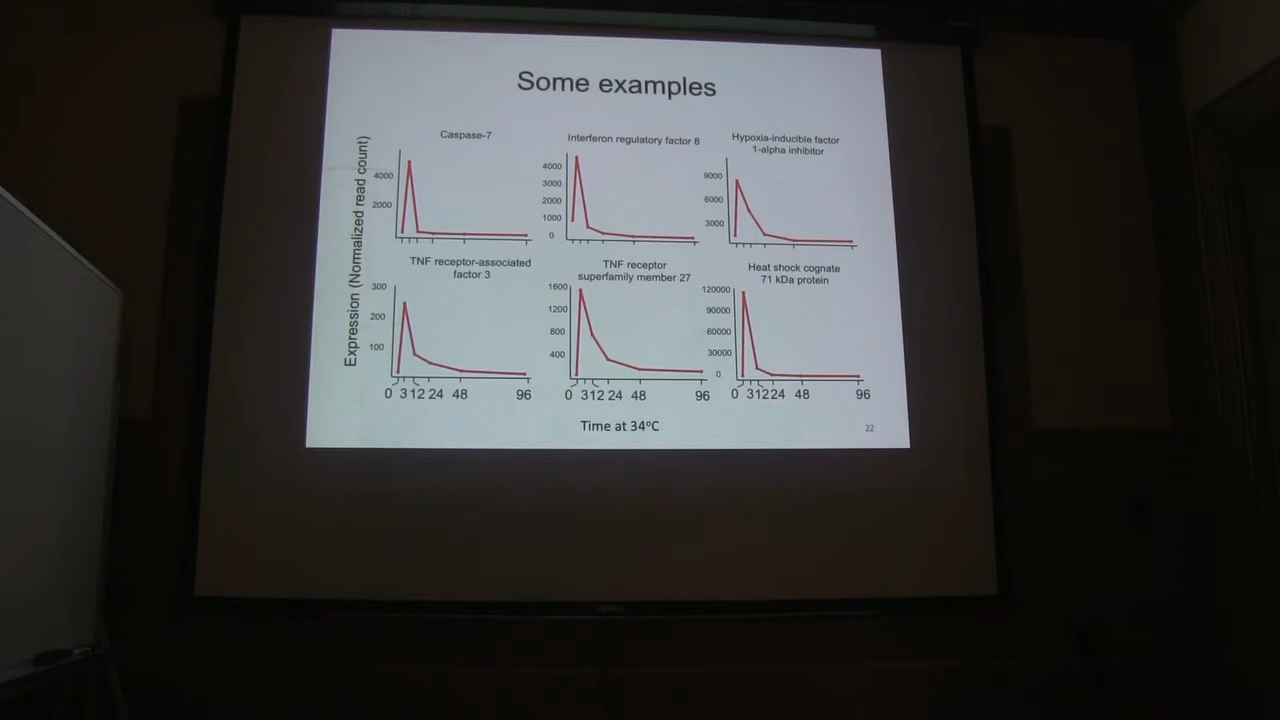 Some examples
Expression (Normalized read count)
Caspase-7
4000
2000
Interferon regulatory factor 8
4000
3000
2000
1000
0
Hypoxia-inducible factor
1-alpha inhibitor
9000
6000
3000
TNF receptor-associated
factor 3
300
200
100
0 3 12 24 48 96
TNF receptor
superfamily member 27
1600
1200
800
400
0 3 12 24 48 96
Heat shock cognate
71 kDa protein
120000
90000
60000
30000
0
0 3 12 24 48 96
Time at 34ºC
22